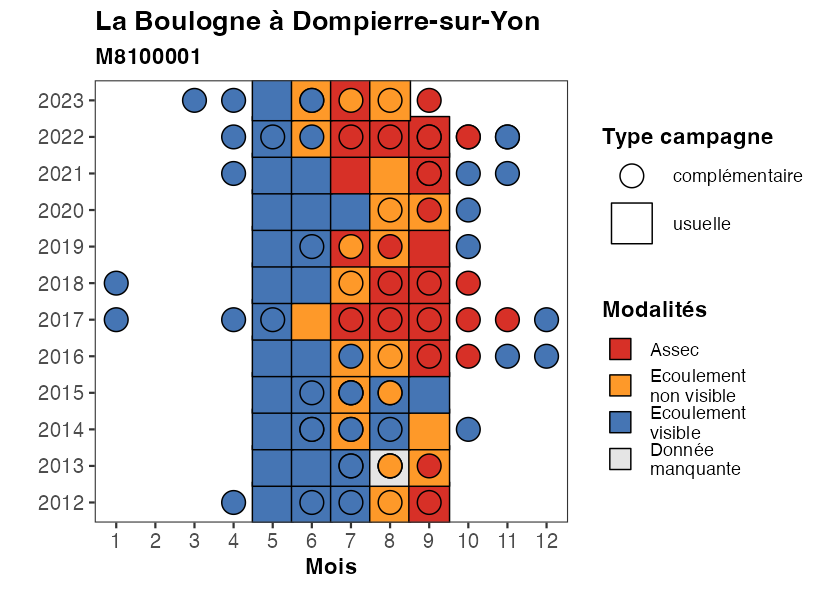 La Boulogne à Dompierre-sur-Yon
M8100001
2023
2022
2021
2020
2019
2018
2017
2016
2015
2014
2013
2012
1 2 3 4 5 6 7 8 9 10 11 12
Mois
Type campagne
complémentaire
usuelle
Modalités
Assec
Ecoulement
non visible
Ecoulement
visible
Donnée
manquante